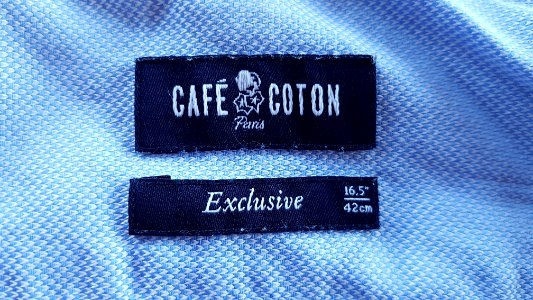 CAFÉ COTON
Paris
Exclusive
16.5"
42cm